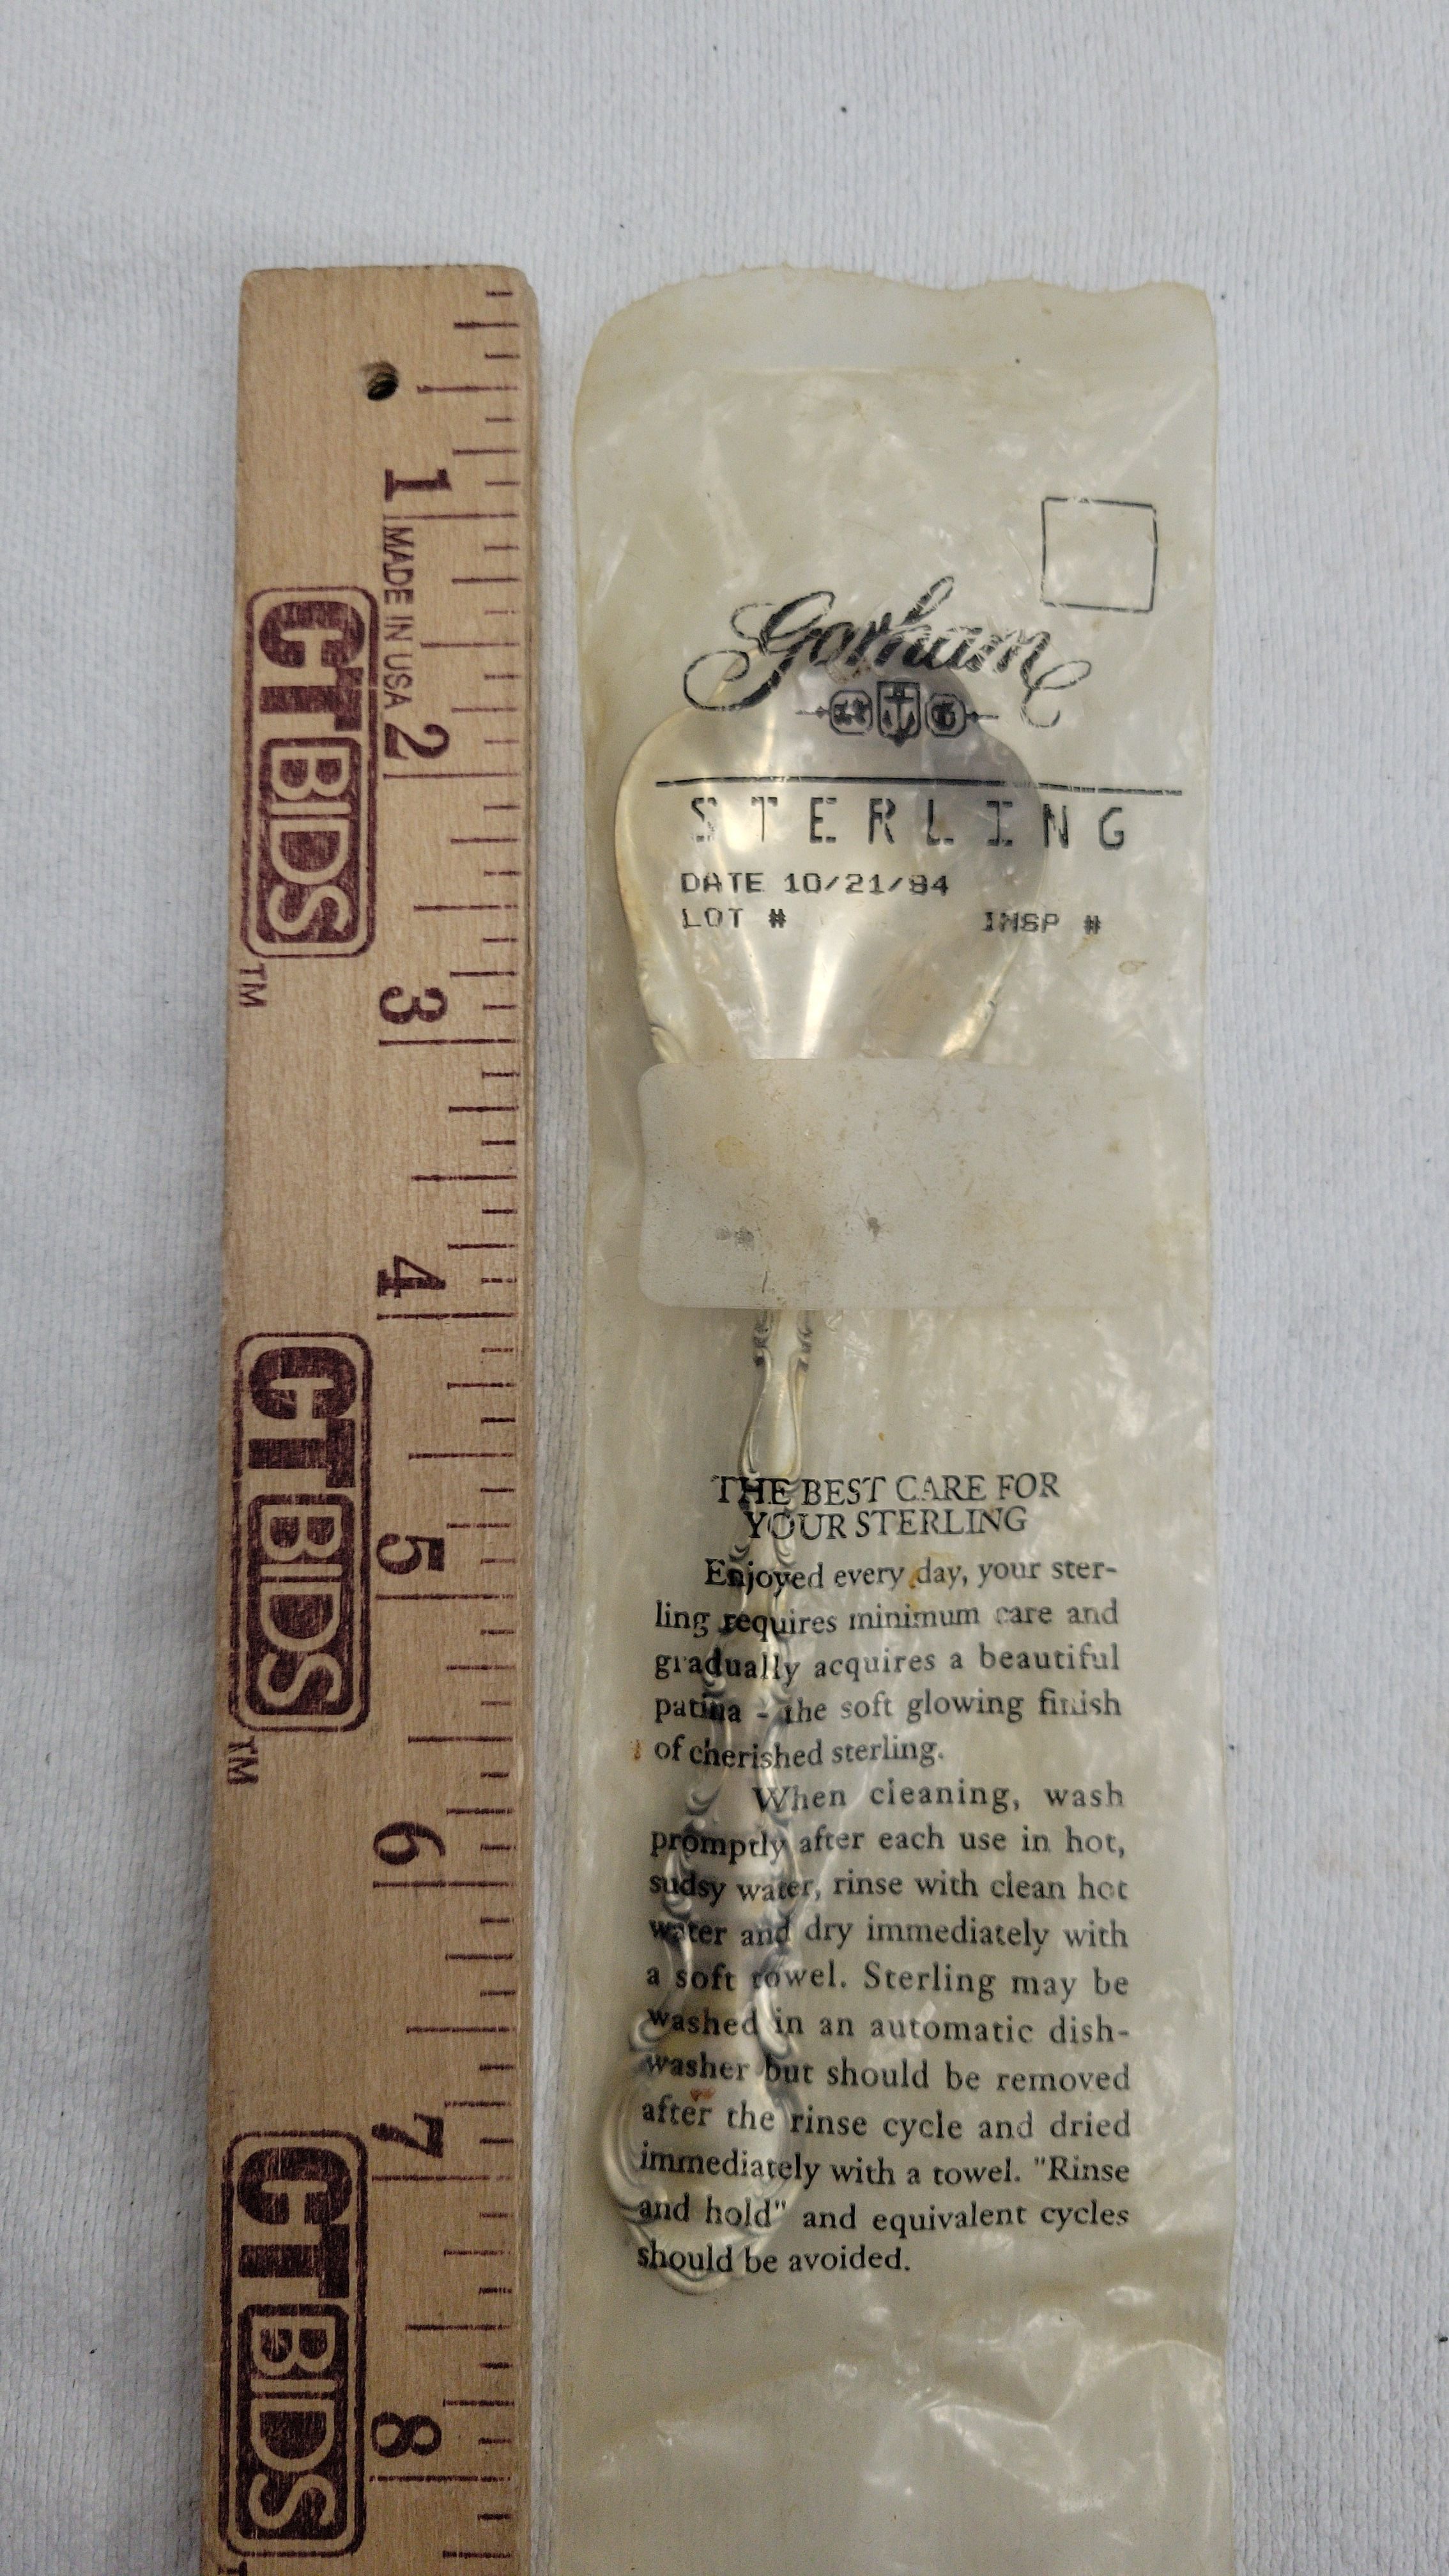 1
MADE IN USA
CTBIDS
TM
2
3
4
CTBIDS
TM
5
6
7
CTBIDS
8
Gorham
STERLING
DATE 10/21/84
LOT # INSP #
THE BEST CARE FOR
YOUR STERLING
Enjoyed every day, your ster-
ling requires minimum care and
gradually acquires a beautiful
patina - the soft glowing finish
of cherished sterling.
When cleaning, wash
promptly after each use in hot,
sudsy water, rinse with clean hot
water and dry immediately with
a soft towel. Sterling may be
washed in an automatic dish-
washer but should be removed
after the rinse cycle and dried
immediately with a towel. "Rinse
and hold" and equivalent cycles
should be avoided.